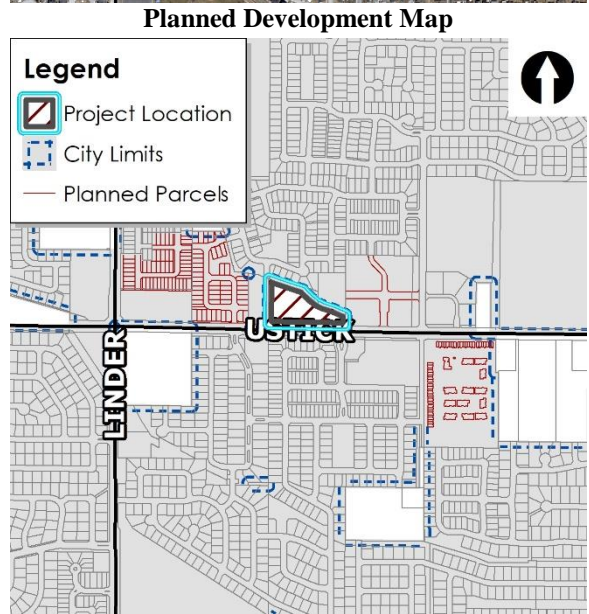 Planned Development Map
Legend
Project Location
City Limits
Planned Parcels
USTICK
LINDER